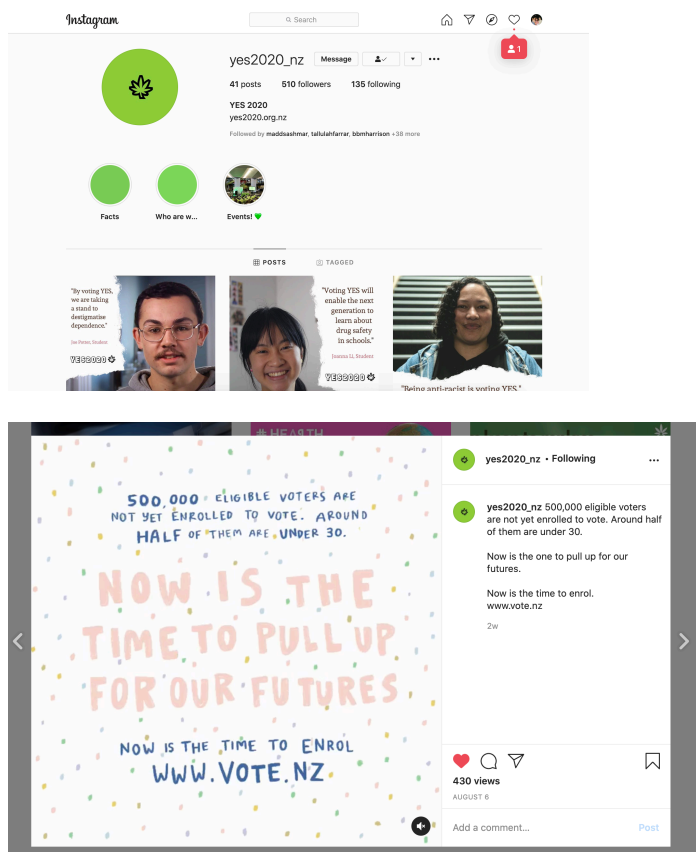 Instagram
Search
1
yes2020_nz Message
41 posts 510 followers 135 following
YES 2020
yes2020.org.nz
Followed by maddsashmar, tallulahfarrar, bbmharrison +38 more
Facts Who are w... Events!
POSTS TAGGED
"By voting YES,
we are taking
a stand to
destigmatise
dependence."
Joe Porter, Student
YES2020
"Voting YES will
enable the next
generation to
learn about
drug safety
in schools."
Joanna Li, Student
YES2020
"Being anti-racist is voting YES."
500,000 ELIGIBLE VOTERS ARE
NOT YET ENROLLED TO VOTE. AROUND
HALF OF THEM ARE UNDER 30.
NOW IS THE
TIME TO PULL UP
FOR OUR FUTURES
NOW IS THE TIME TO ENROL
WWW.VOTE.NZ
yes2020_nz • Following
yes2020_nz 500,000 eligible voters
are not yet enrolled to vote. Around half
of them are under 30.
Now is the one to pull up for our
futures.
Now is the time to enrol.
www.vote.nz
2w
430 views
AUGUST 6
Add a comment... Post